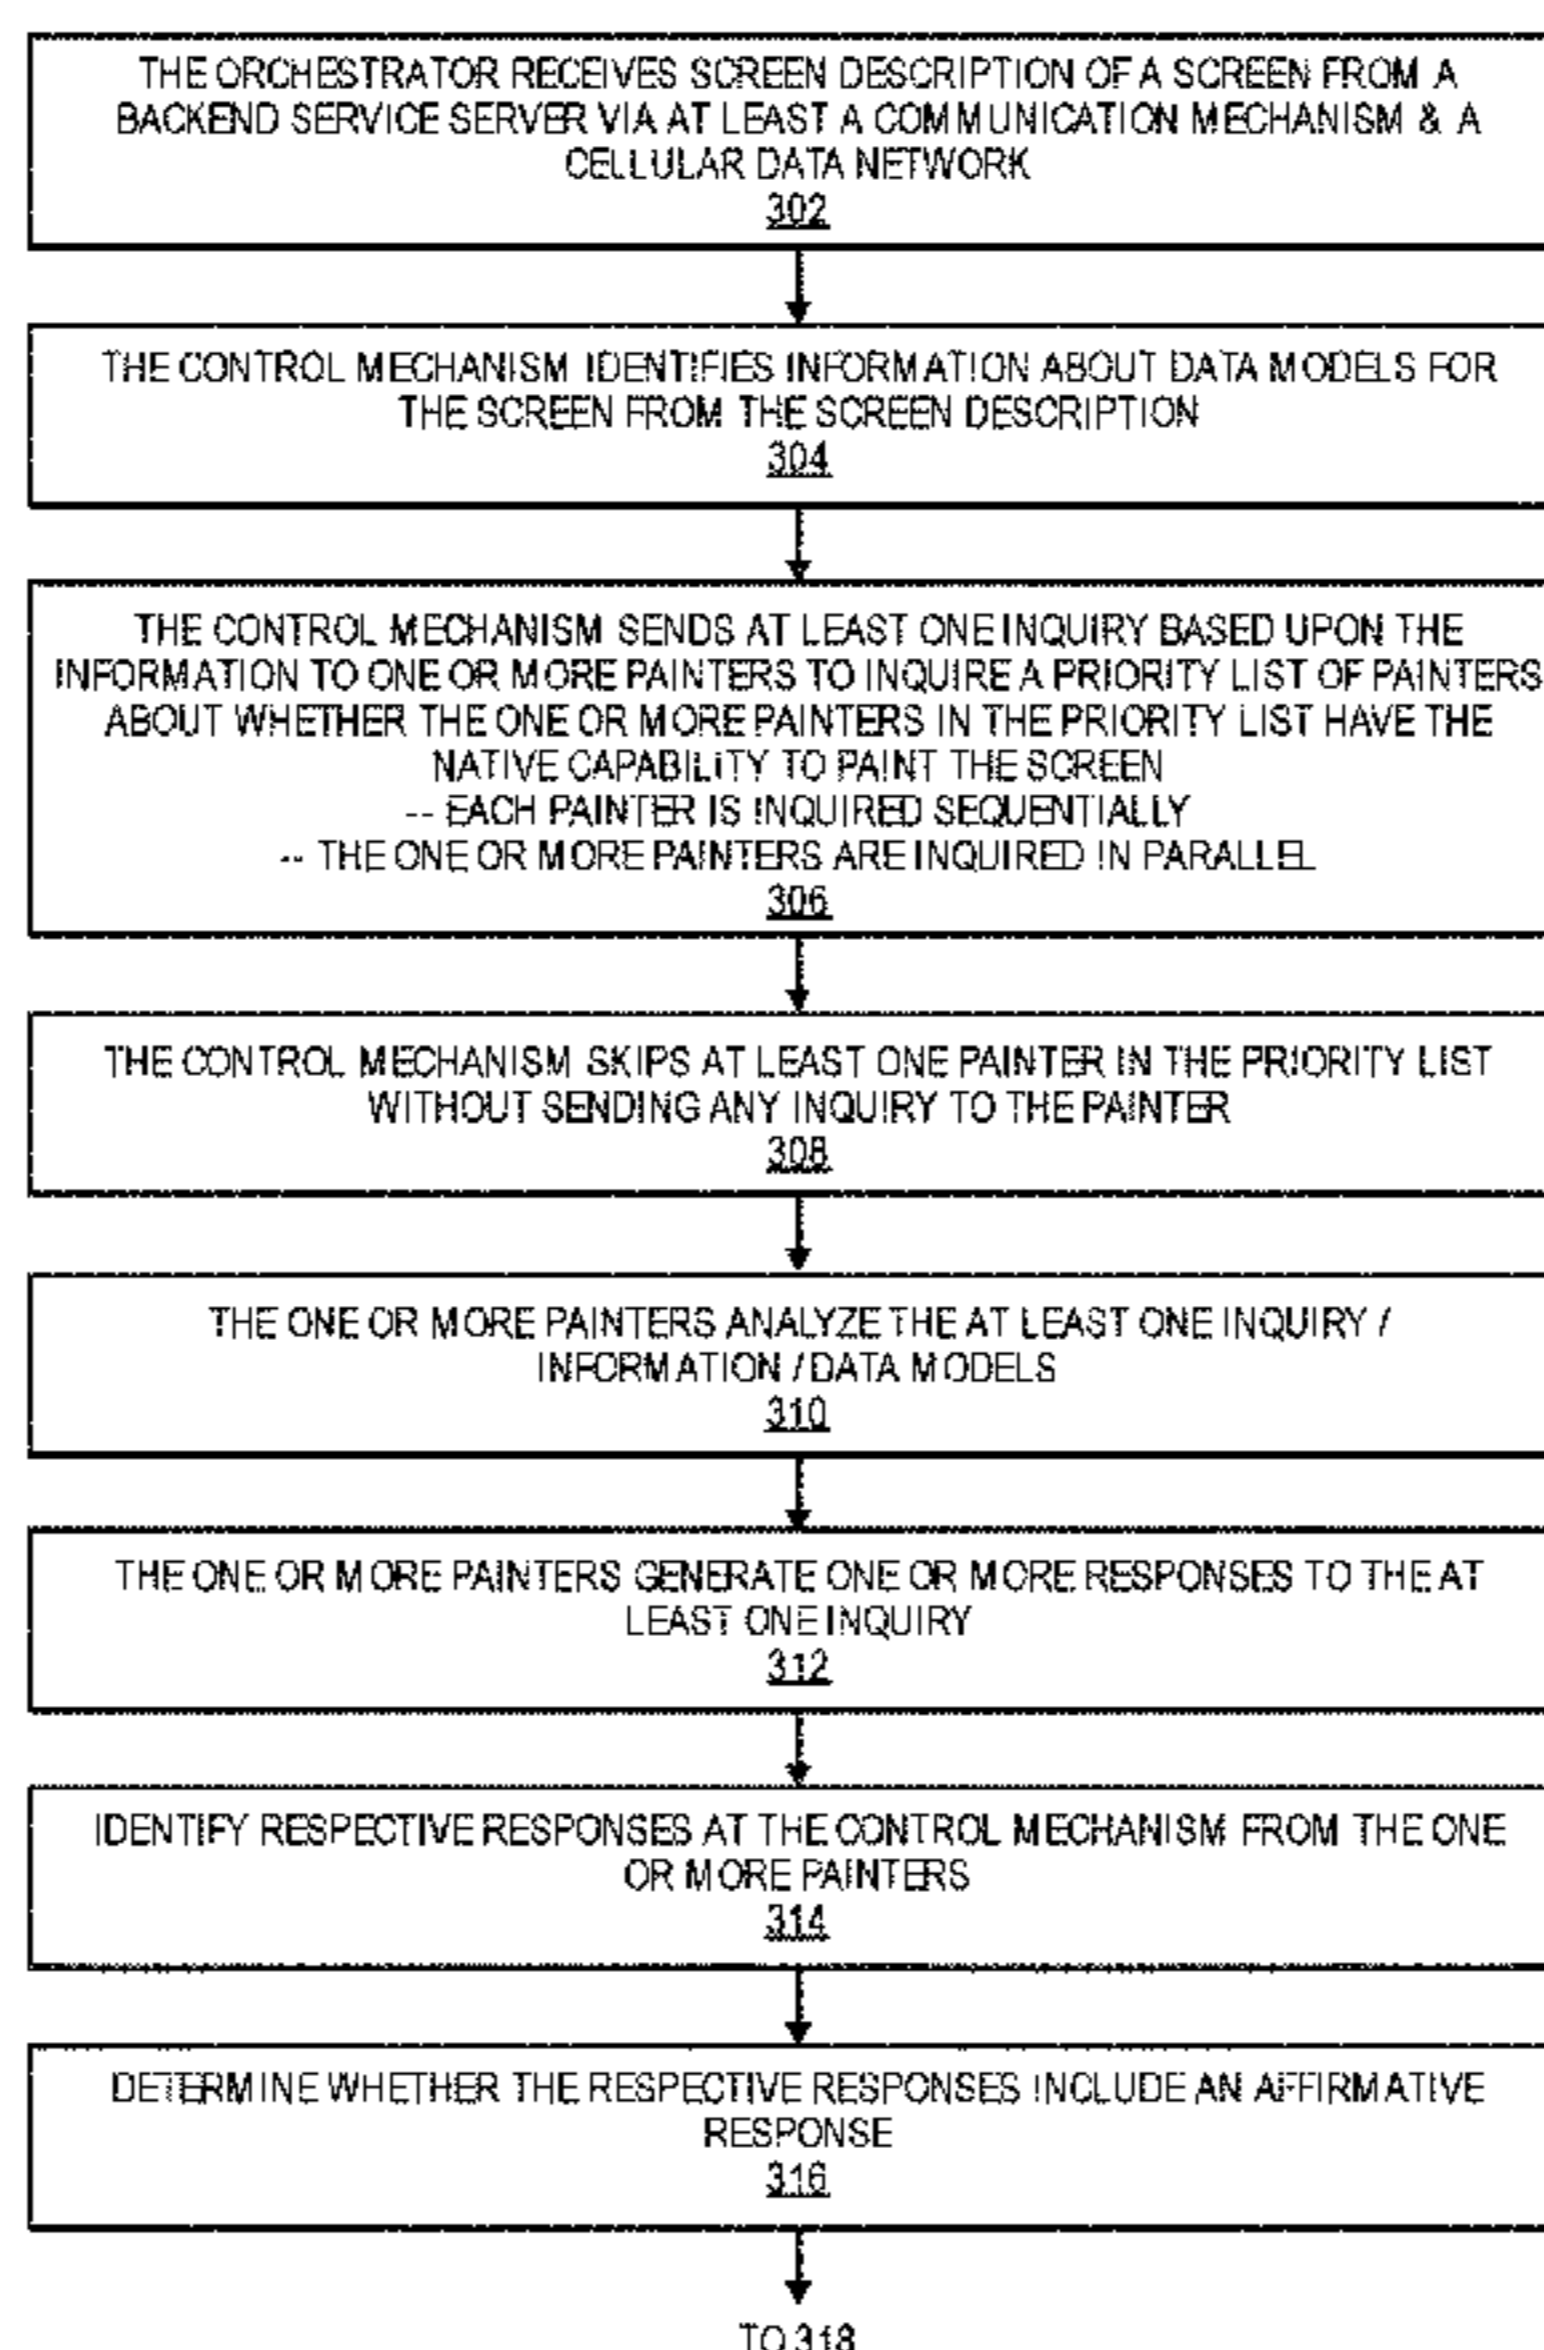 THE ORCHESTRATOR RECEIVES SCREEN DESCRIPTION OF A SCREEN FROM A
BACKEND SERVICE SERVER VIA AT LEAST A COMMUNICATION MECHANISM & A
CELLULAR DATA NETWORK
302
THE CONTROL MECHANISM IDENTIFIES INFORMATION ABOUT DATA MODELS FOR
THE SCREEN FROM THE SCREEN DESCRIPTION
304
THE CONTROL MECHANISM SENDS AT LEAST ONE INQUIRY BASED UPON THE
INFORMATION TO ONE OR MORE PAINTERS TO INQUIRE A PRIORITY LIST OF PAINTERS
ABOUT WHETHER THE ONE OR MORE PAINTERS IN THE PRIORITY LIST HAVE THE
NATIVE CAPABILITY TO PAINT THE SCREEN
-- EACH PAINTER IS INQUIRED SEQUENTIALLY
-- THE ONE OR MORE PAINTERS ARE INQUIRED IN PARALLEL
306
THE CONTROL MECHANISM SKIPS AT LEAST ONE PAINTER IN THE PRIORITY LIST
WITHOUT SENDING ANY INQUIRY TO THE PAINTER
308
THE ONE OR MORE PAINTERS ANALYZE THE AT LEAST ONE INQUIRY /
INFORMATION / DATA MODELS
310
THE ONE OR MORE PAINTERS GENERATE ONE OR MORE RESPONSES TO THE AT
LEAST ONE INQUIRY
312
IDENTIFY RESPECTIVE RESPONSES AT THE CONTROL MECHANISM FROM THE ONE
OR MORE PAINTERS
314
DETERMINE WHETHER THE RESPECTIVE RESPONSES INCLUDE AN AFFIRMATIVE
RESPONSE
316
TO 318